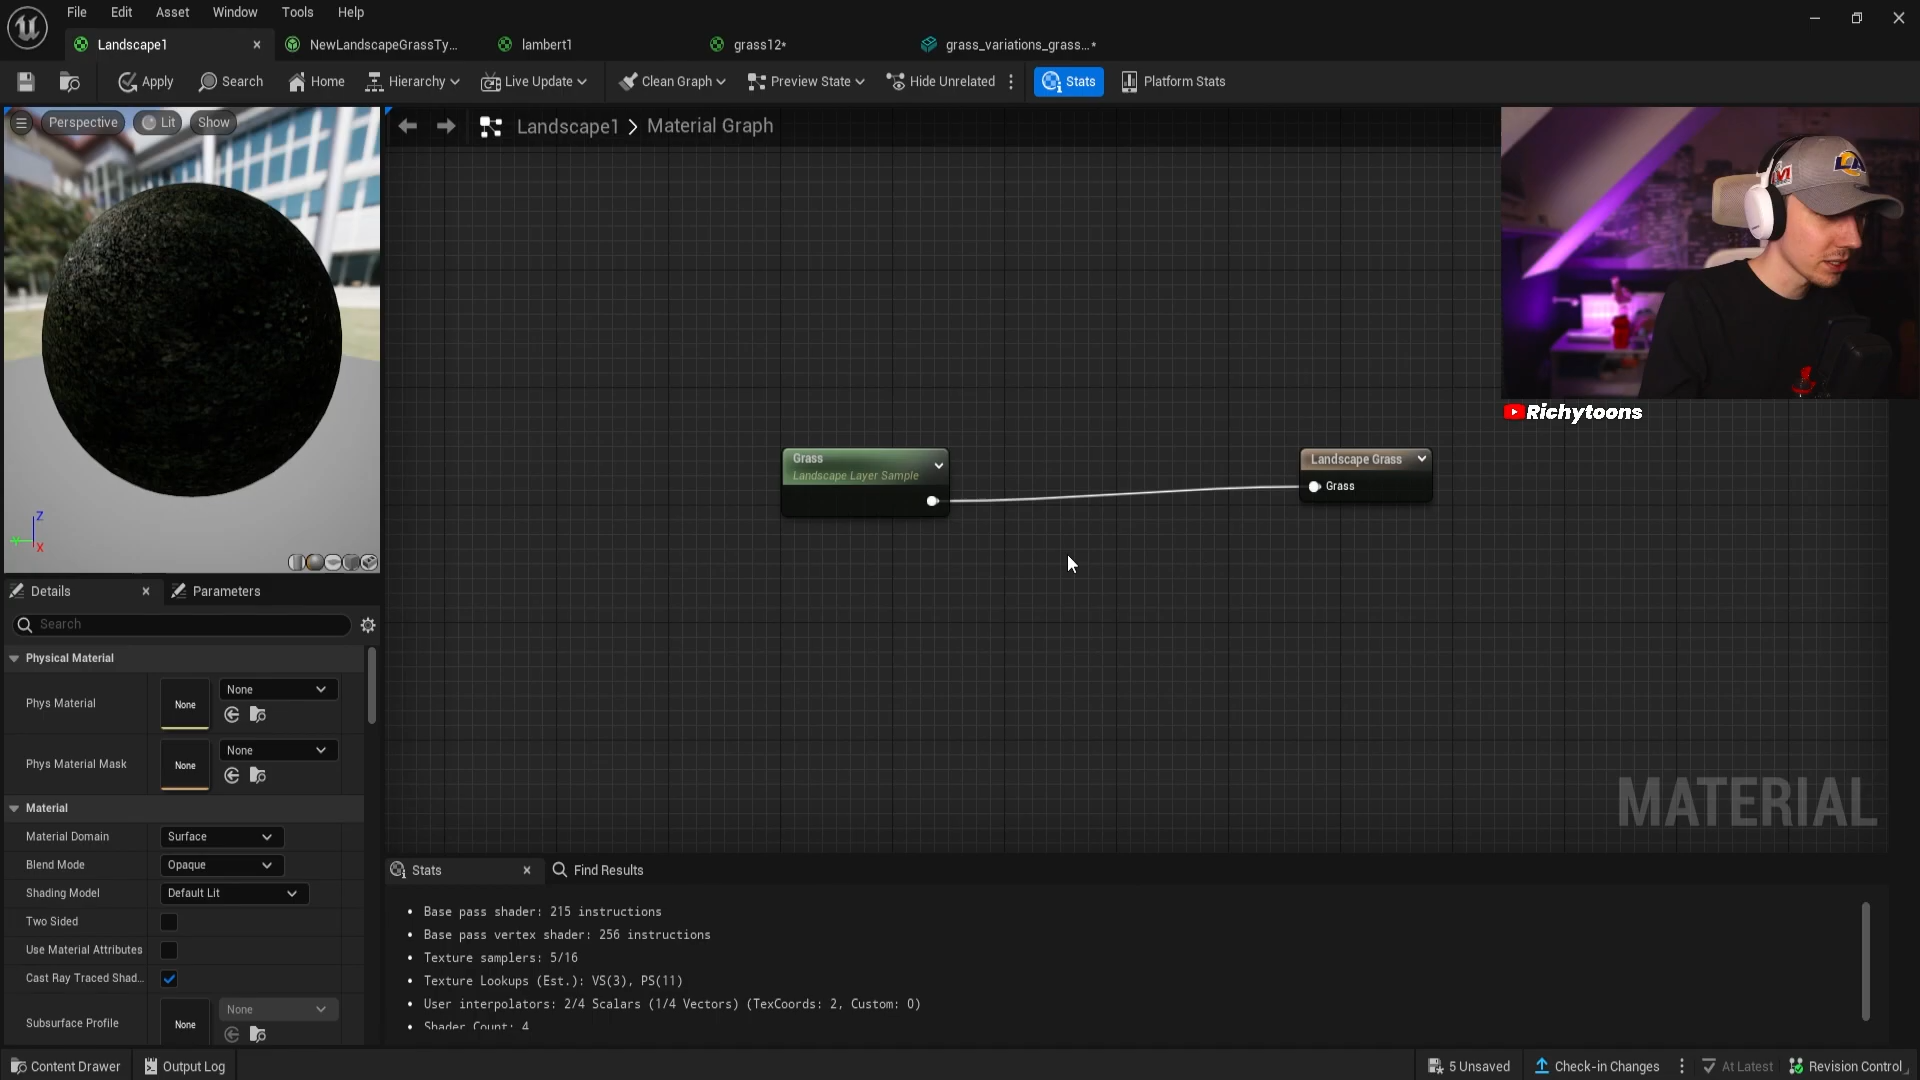 File Edit Asset Window Tools Help
Landscape1 NewLandscapeGrassTy... lambert1 grass12* grass_variations_grass...*
Apply Search Home Hierarchy Live Update Clean Graph Preview State Hide Unrelated Stats Platform Stats
Perspective Lit Show
Landscape1 > Material Graph
Richytoons
Grass
Landscape Layer Sample
Landscape Grass
Grass
Z
X
Details Parameters
Search
Physical Material
Phys Material None None
Phys Material Mask None None
Material
Material Domain Surface
Blend Mode Opaque
Shading Model Default Lit
Two Sided
Use Material Attributes
Cast Ray Traced Shad...
Subsurface Profile None None
MATERIAL
Stats Find Results
• Base pass shader: 215 instructions
• Base pass vertex shader: 256 instructions
• Texture samplers: 5/16
• Texture Lookups (Est.): VS(3), PS(11)
• User interpolators: 2/4 Scalars (1/4 Vectors) (TexCoords: 2, Custom: 0)
• Shader Count: 4
Content Drawer Output Log 5 Unsaved Check-in Changes At Latest Revision Control